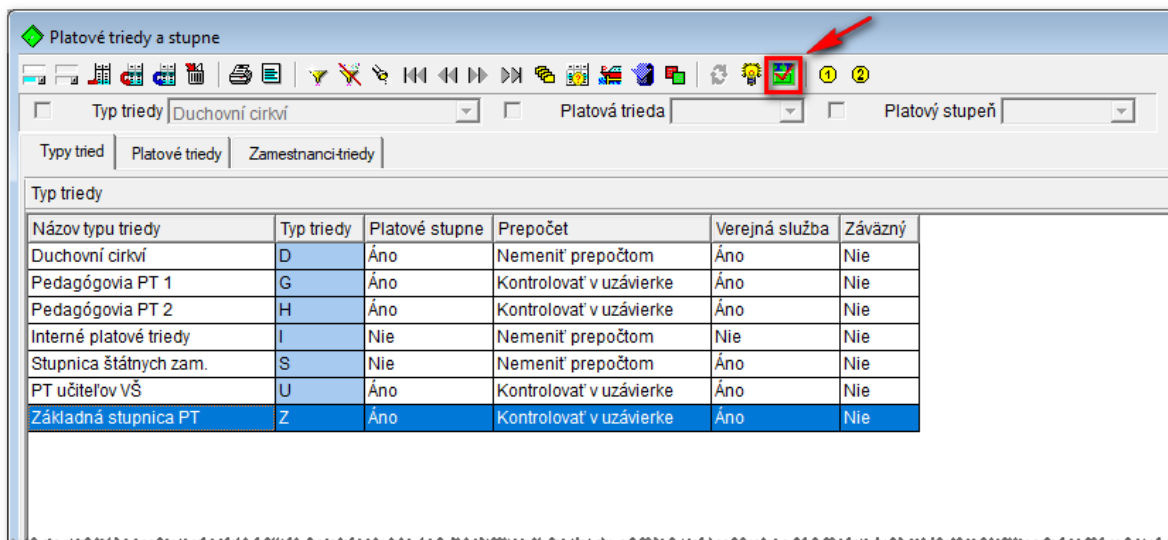 Platové triedy a stupne
1 2
Typ triedy Duchovní cirkví Platová trieda Platový stupeň
Typy tried Platové triedy Zamestnanci-triedy
Typ triedy
Názov typu triedy Typ triedy Platové stupne Prepočet Verejná služba Záväzný
Duchovní cirkví D Áno Nemeniť prepočtom Áno Nie
Pedagógovia PT 1 G Áno Kontrolovať v uzávierke Áno Nie
Pedagógovia PT 2 H Áno Kontrolovať v uzávierke Áno Nie
Interné platové triedy I Nie Nemeniť prepočtom Nie Nie
Stupnica štátnych zam. S Nie Nemeniť prepočtom Áno Nie
PT učiteľov VŠ U Áno Kontrolovať v uzávierke Áno Nie
Základná stupnica PT Z Áno Kontrolovať v uzávierke Áno Nie